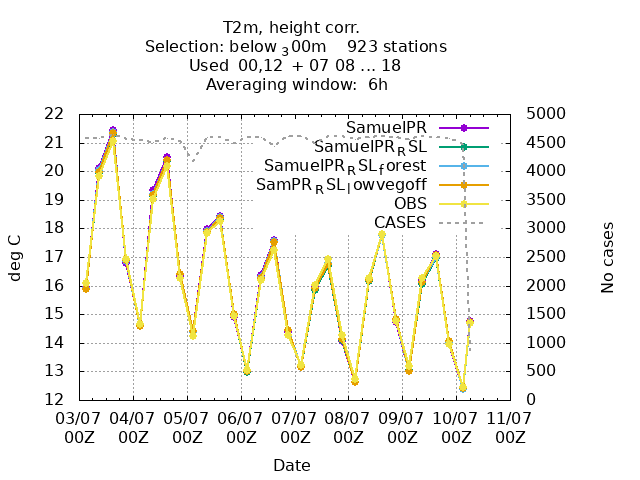 T2m, height corr.
Selection: below ₃00m 923 stations
Used 00,12 + 07 08 ... 18
Averaging window: 6h
22
21
20
19
18
17
16
15
14
13
12
5000
4500
4000
3500
3000
2500
2000
1500
1000
500
0
deg C
No cases
SamuelPR
SamuelPR_RSL
SamuelPR_RSL_forest
SamPR_RSL_lowvegoff
OBS
CASES
03/07 04/07 05/07 06/07 07/07 08/07 09/07 10/07 11/07
00Z 00Z 00Z 00Z 00Z 00Z 00Z 00Z 00Z
Date